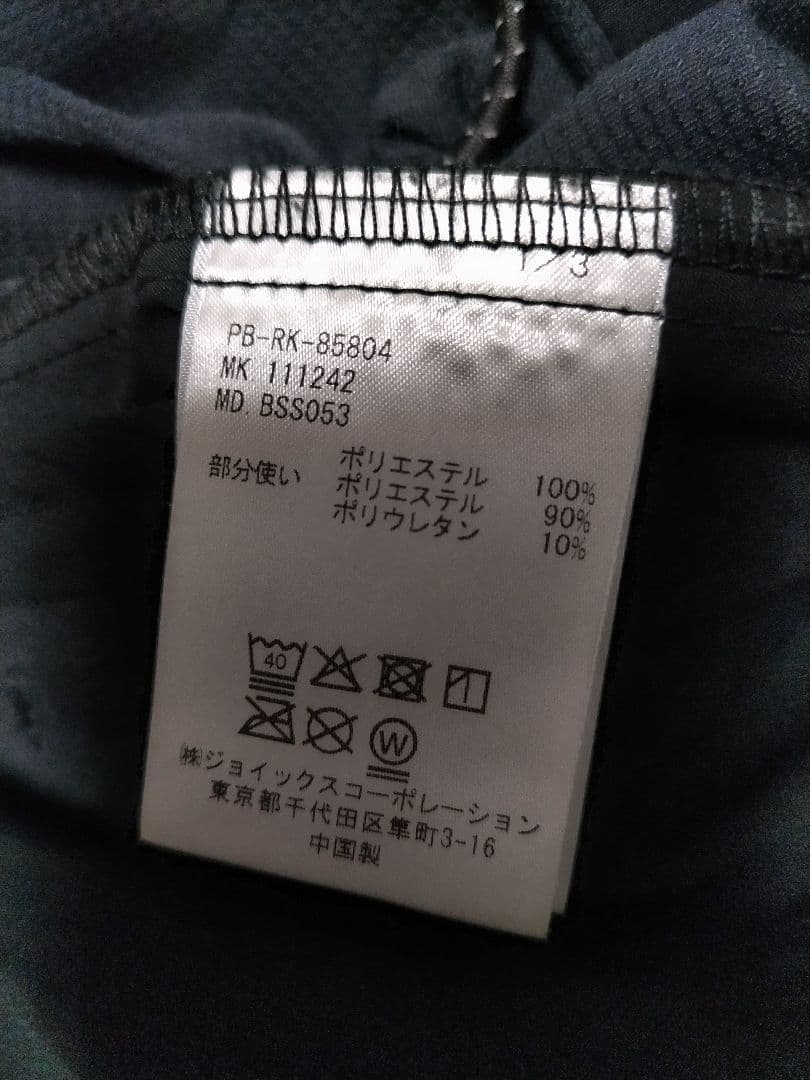 1/3
PB-RK-85804
MK. 111242
MD. BSS053
ポリエステル 100%
部分使い ポリエステル 90%
ポリウレタン 10%
40
W
㈱ジョイックスコーポレーション
東京都千代田区隼町3-16
中国製